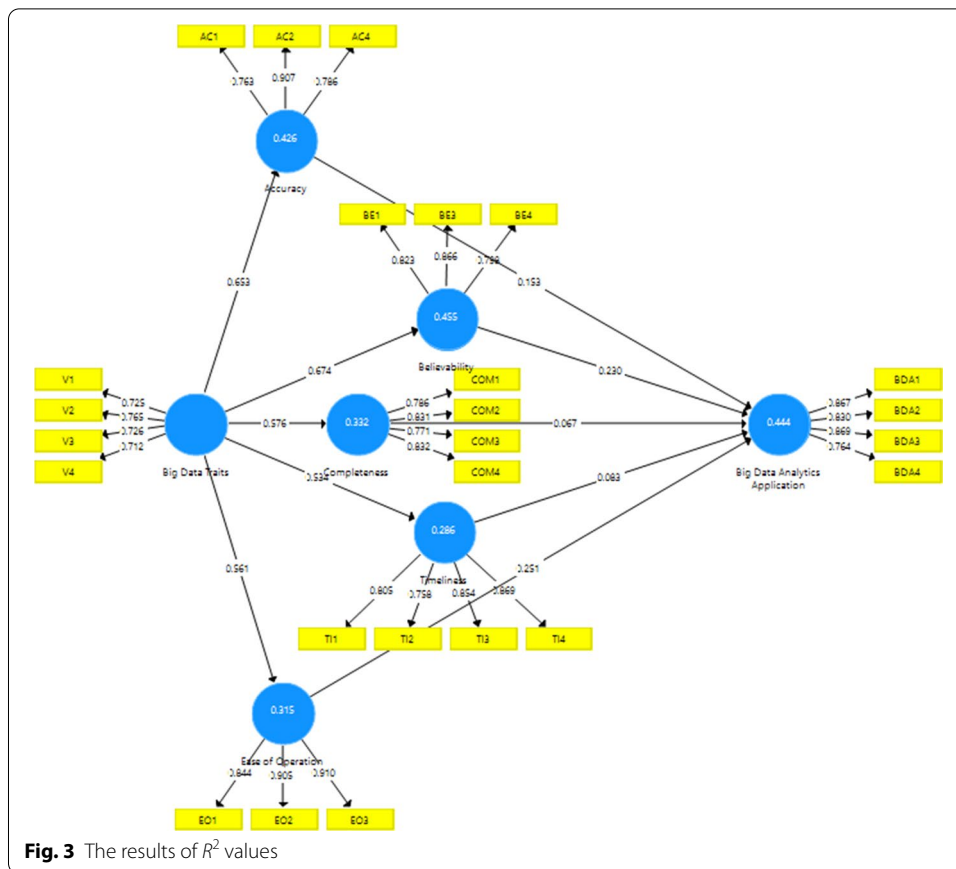 AC1
AC2
AC4
0.763
0.907
0.786
0.426
Accuracy
BE1
BE3
BE4
0.823
0.866
0.153
0.653
0.455
Believability
0.674
0.230
V1
V2
V3
V4
0.725
0.765
0.726
0.712
Big Data Traits
0.576
0.332
Completeness
COM1
COM2
COM3
COM4
0.786
0.831
0.771
0.832
0.067
0.444
Big Data Analytics
Application
BDA1
BDA2
BDA3
BDA4
0.867
0.830
0.869
0.764
0.534
0.083
0.286
Timeliness
0.561
0.251
0.805
0.758
0.854
0.869
TI1
TI2
TI3
TI4
0.315
Ease of Operation
0.844
0.905
0.910
EO1
EO2
EO3
Fig. 3 The results of R² values